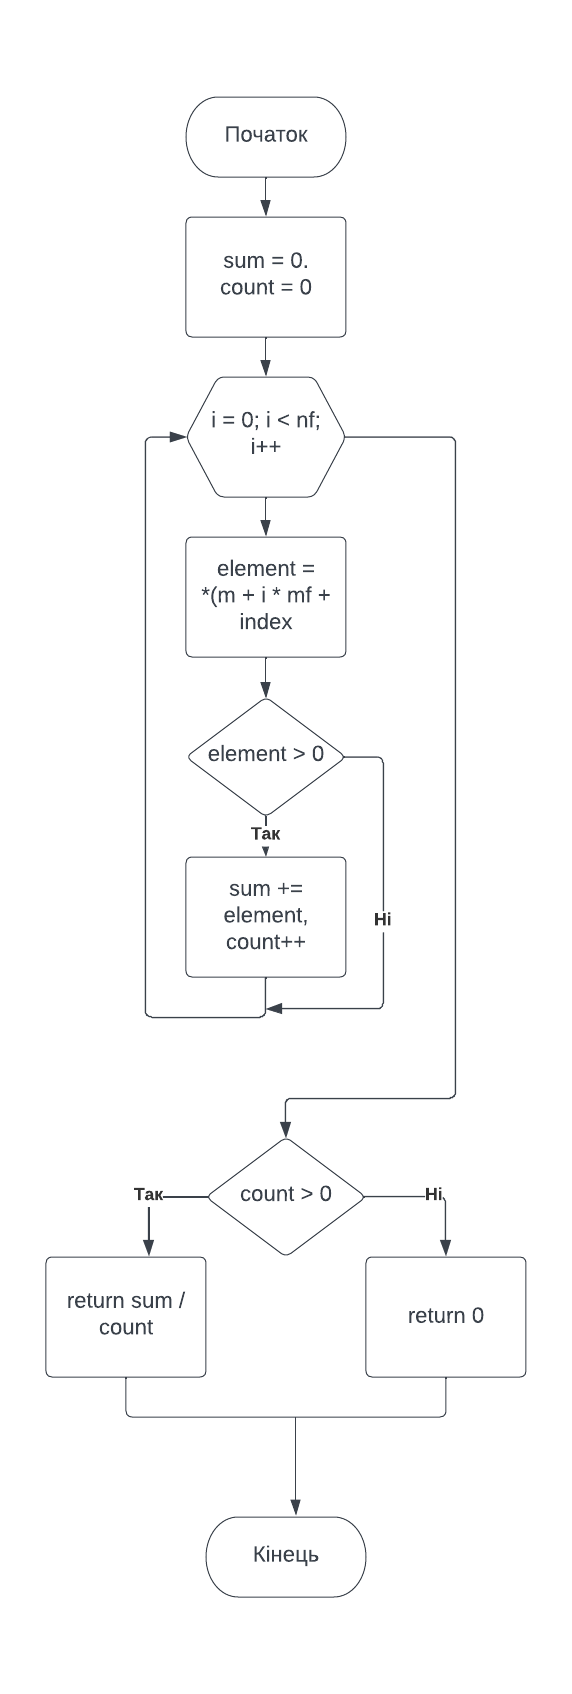 Початок
sum = 0.
count = 0
i = 0; i < nf;
i++
element =
*(m + i * mf +
index
element > 0
Так
sum +=
element,
count++
Ні
count > 0
Так
Ні
return sum /
count
return 0
Кінець